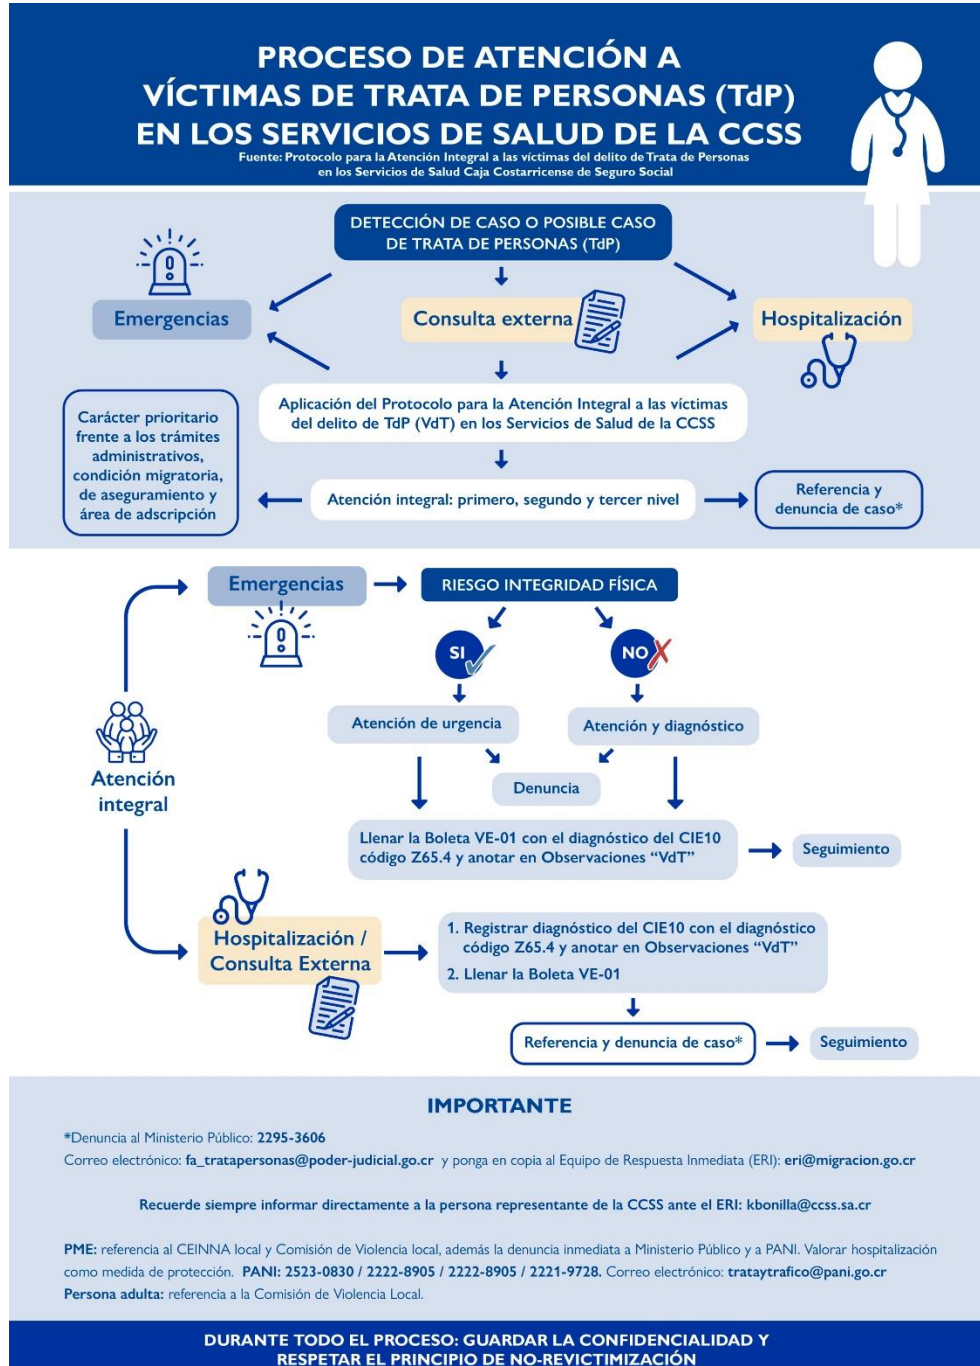 PROCESO DE ATENCIÓN A
VÍCTIMAS DE TRATA DE PERSONAS (TdP)
EN LOS SERVICIOS DE SALUD DE LA CCSS
Fuente: Protocolo para la Atención Integral a las víctimas del delito de Trata de Personas
en los Servicios de Salud Caja Costarricense de Seguro Social
DETECCIÓN DE CASO O POSIBLE CASO
DE TRATA DE PERSONAS (TdP)
Emergencias
Consulta externa
Hospitalización
Aplicación del Protocolo para la Atención Integral a las víctimas
del delito de TdP (VdT) en los Servicios de Salud de la CCSS
Carácter prioritario
frente a los trámites
administrativos,
condición migratoria,
de aseguramiento y
área de adscripción
Atención integral: primero, segundo y tercer nivel
Referencia y
denuncia de caso*
Emergencias
RIESGO INTEGRIDAD FÍSICA
SI
NO
Atención de urgencia
Atención y diagnóstico
Atención
integral
Denuncia
Llenar la Boleta VE-01 con el diagnóstico del CIE10
código Z65.4 y anotar en Observaciones “VdT”
Seguimiento
Hospitalización /
Consulta Externa
1. Registrar diagnóstico del CIE10 con el diagnóstico
código Z65.4 y anotar en Observaciones “VdT”
2. Llenar la Boleta VE-01
Referencia y denuncia de caso*
Seguimiento
IMPORTANTE
*Denuncia al Ministerio Público: 2295-3606
Correo electrónico: fa_tratapersonas@poder-judicial.go.cr y ponga en copia al Equipo de Respuesta Inmediata (ERI): eri@migracion.go.cr
Recuerde siempre informar directamente a la persona representante de la CCSS ante el ERI: kbonilla@ccss.sa.cr
PME: referencia al CEINNA local y Comisión de Violencia local, además la denuncia inmediata a Ministerio Público y a PANI. Valorar hospitalización
como medida de protección. PANI: 2523-0830 / 2222-8905 / 2222-8905 / 2221-9728. Correo electrónico: trataytrafico@pani.go.cr
Persona adulta: referencia a la Comisión de Violencia Local.
DURANTE TODO EL PROCESO: GUARDAR LA CONFIDENCIALIDAD Y
RESPETAR EL PRINCIPIO DE NO-REVICTIMIZACIÓN